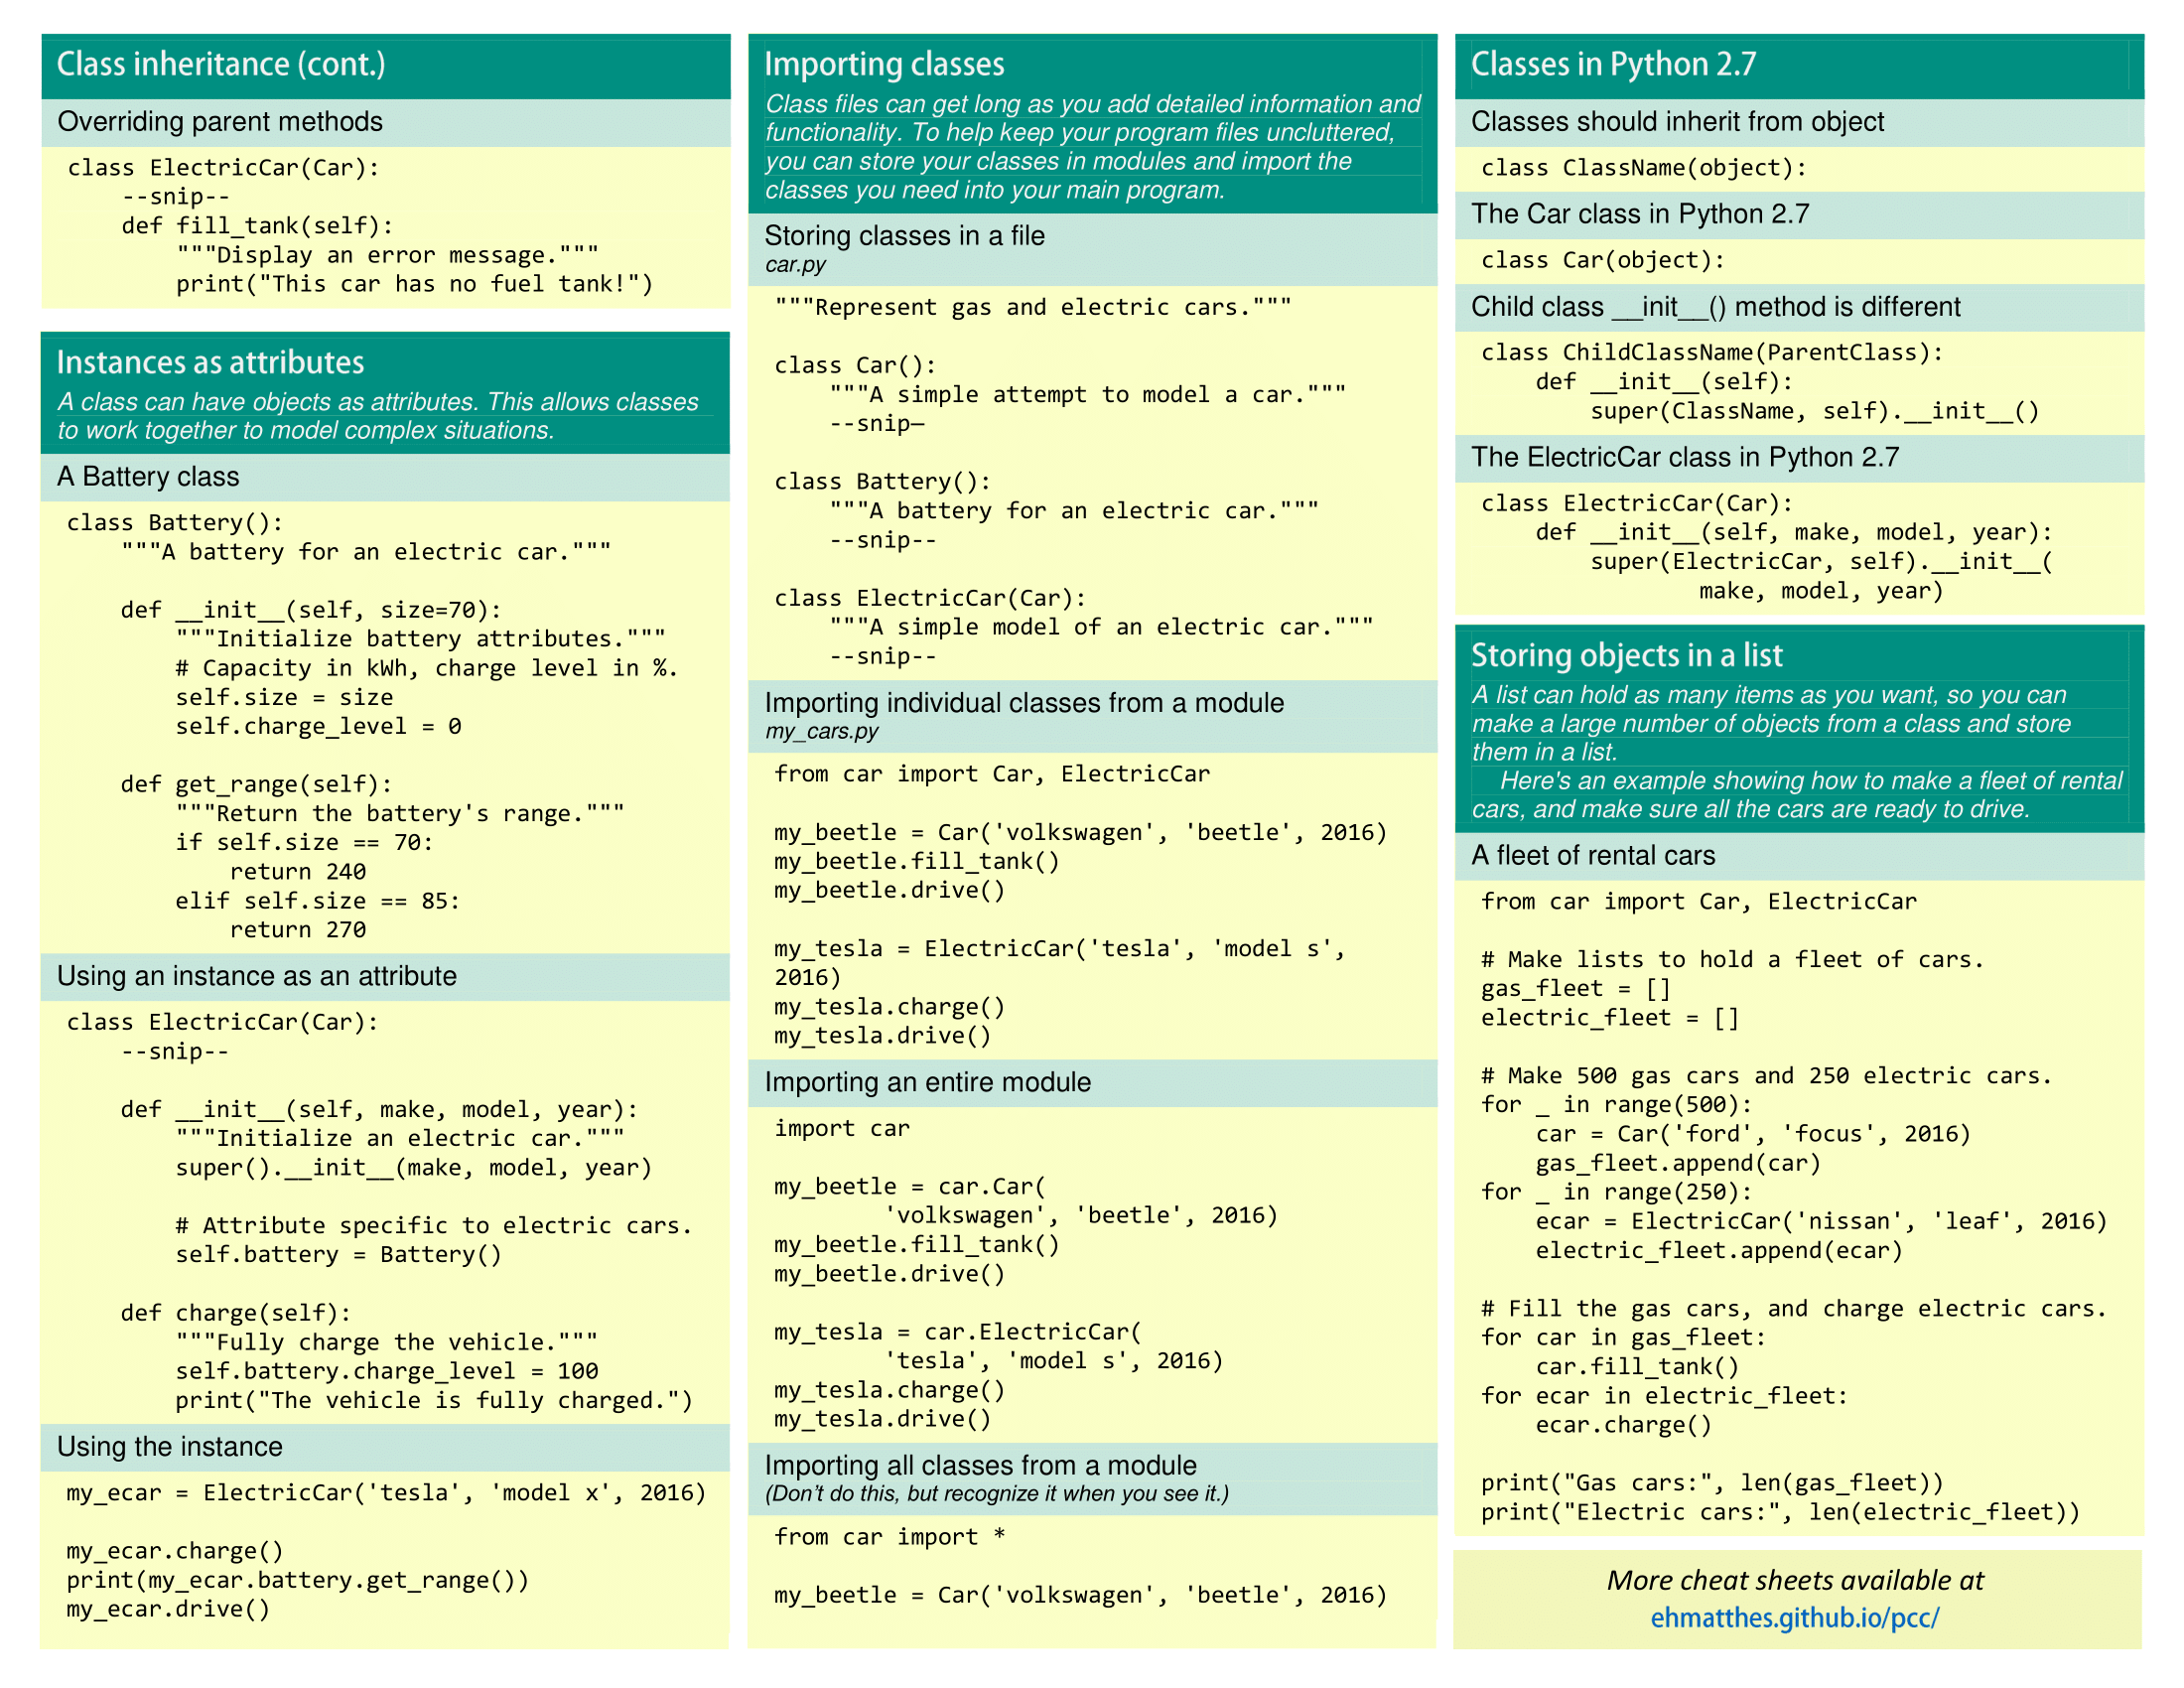 Class inheritance (cont.)
Overriding parent methods
class ElectricCar(Car):
    --snip--
    def fill_tank(self):
        """Display an error message."""
        print("This car has no fuel tank!")
Instances as attributes
A class can have objects as attributes. This allows classes
to work together to model complex situations.
A Battery class
class Battery():
    """A battery for an electric car."""

    def __init__(self, size=70):
        """Initialize battery attributes."""
        # Capacity in kWh, charge level in %.
        self.size = size
        self.charge_level = 0

    def get_range(self):
        """Return the battery's range."""
        if self.size == 70:
            return 240
        elif self.size == 85:
            return 270
Using an instance as an attribute
class ElectricCar(Car):
    --snip--

    def __init__(self, make, model, year):
        """Initialize an electric car."""
        super().__init__(make, model, year)

        # Attribute specific to electric cars.
        self.battery = Battery()

    def charge(self):
        """Fully charge the vehicle."""
        self.battery.charge_level = 100
        print("The vehicle is fully charged.")
Using the instance
my_ecar = ElectricCar('tesla', 'model x', 2016)

my_ecar.charge()
print(my_ecar.battery.get_range())
my_ecar.drive()
Importing classes
Class files can get long as you add detailed information and
functionality. To help keep your program files uncluttered,
you can store your classes in modules and import the
classes you need into your main program.
Storing classes in a file
car.py
"""Represent gas and electric cars."""

class Car():
    """A simple attempt to model a car."""
    --snip—

class Battery():
    """A battery for an electric car."""
    --snip--

class ElectricCar(Car):
    """A simple model of an electric car."""
    --snip--
Importing individual classes from a module
my_cars.py
from car import Car, ElectricCar

my_beetle = Car('volkswagen', 'beetle', 2016)
my_beetle.fill_tank()
my_beetle.drive()

my_tesla = ElectricCar('tesla', 'model s',
2016)
my_tesla.charge()
my_tesla.drive()
Importing an entire module
import car

my_beetle = car.Car(
        'volkswagen', 'beetle', 2016)
my_beetle.fill_tank()
my_beetle.drive()

my_tesla = car.ElectricCar(
        'tesla', 'model s', 2016)
my_tesla.charge()
my_tesla.drive()
Importing all classes from a module
(Don’t do this, but recognize it when you see it.)
from car import *

my_beetle = Car('volkswagen', 'beetle', 2016)
Classes in Python 2.7
Classes should inherit from object
class ClassName(object):
The Car class in Python 2.7
class Car(object):
Child class __init__() method is different
class ChildClassName(ParentClass):
    def __init__(self):
        super(ClassName, self).__init__()
The ElectricCar class in Python 2.7
class ElectricCar(Car):
    def __init__(self, make, model, year):
        super(ElectricCar, self).__init__(
                make, model, year)
Storing objects in a list
A list can hold as many items as you want, so you can
make a large number of objects from a class and store
them in a list.
    Here's an example showing how to make a fleet of rental
cars, and make sure all the cars are ready to drive.
A fleet of rental cars
from car import Car, ElectricCar

# Make lists to hold a fleet of cars.
gas_fleet = []
electric_fleet = []

# Make 500 gas cars and 250 electric cars.
for _ in range(500):
    car = Car('ford', 'focus', 2016)
    gas_fleet.append(car)
for _ in range(250):
    ecar = ElectricCar('nissan', 'leaf', 2016)
    electric_fleet.append(ecar)

# Fill the gas cars, and charge electric cars.
for car in gas_fleet:
    car.fill_tank()
for ecar in electric_fleet:
    ecar.charge()

print("Gas cars:", len(gas_fleet))
print("Electric cars:", len(electric_fleet))
More cheat sheets available at
ehmatthes.github.io/pcc/